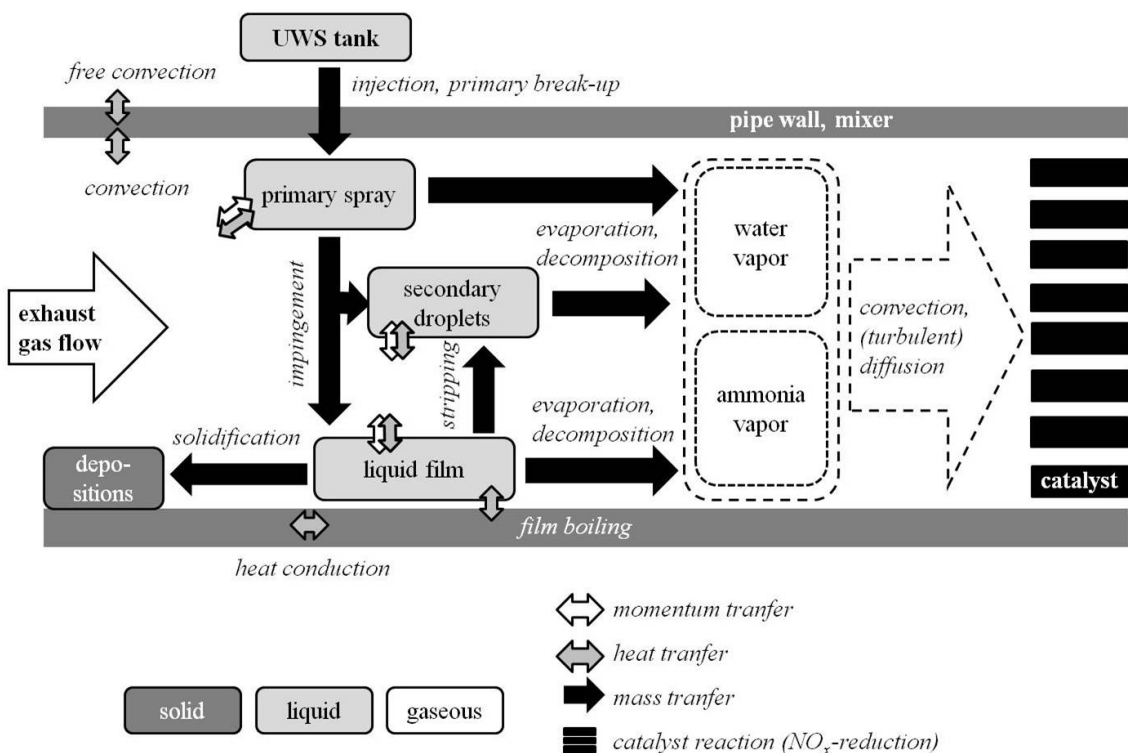 UWS tank
free convection
injection, primary break-up
pipe wall, mixer
convection
primary spray
evaporation,
decomposition
water
vapor
exhaust
gas flow
impingement
secondary
droplets
convection,
(turbulent)
diffusion
stripping
ammonia
vapor
evaporation,
decomposition
solidification
depo-
sitions
liquid film
catalyst
film boiling
heat conduction
momentum tranfer
heat tranfer
mass tranfer
catalyst reaction (NOx-reduction)
solid
liquid
gaseous